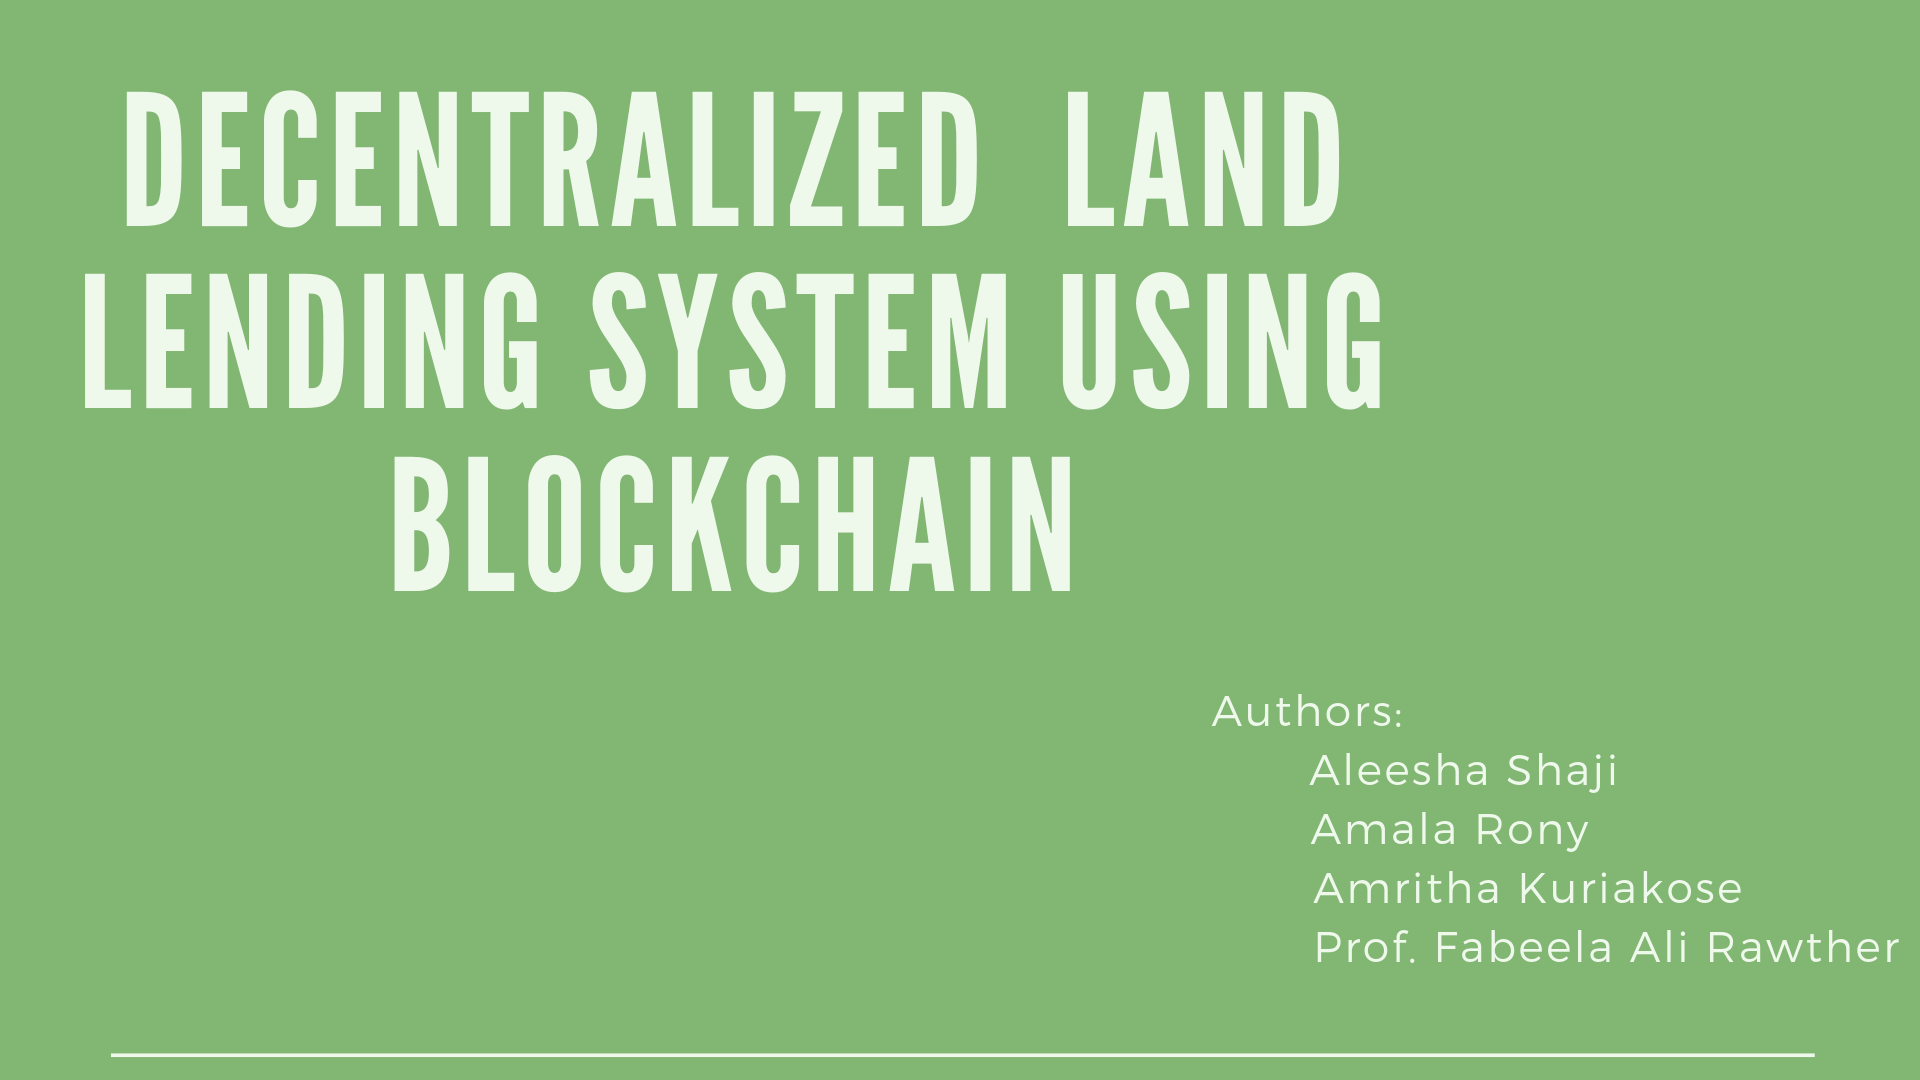 DECENTRALIZED LAND
LENDING SYSTEM USING
BLOCKCHAIN
Authors:
Aleesha Shaji
Amala Rony
Amritha Kuriakose
Prof. Fabeela Ali Rawther